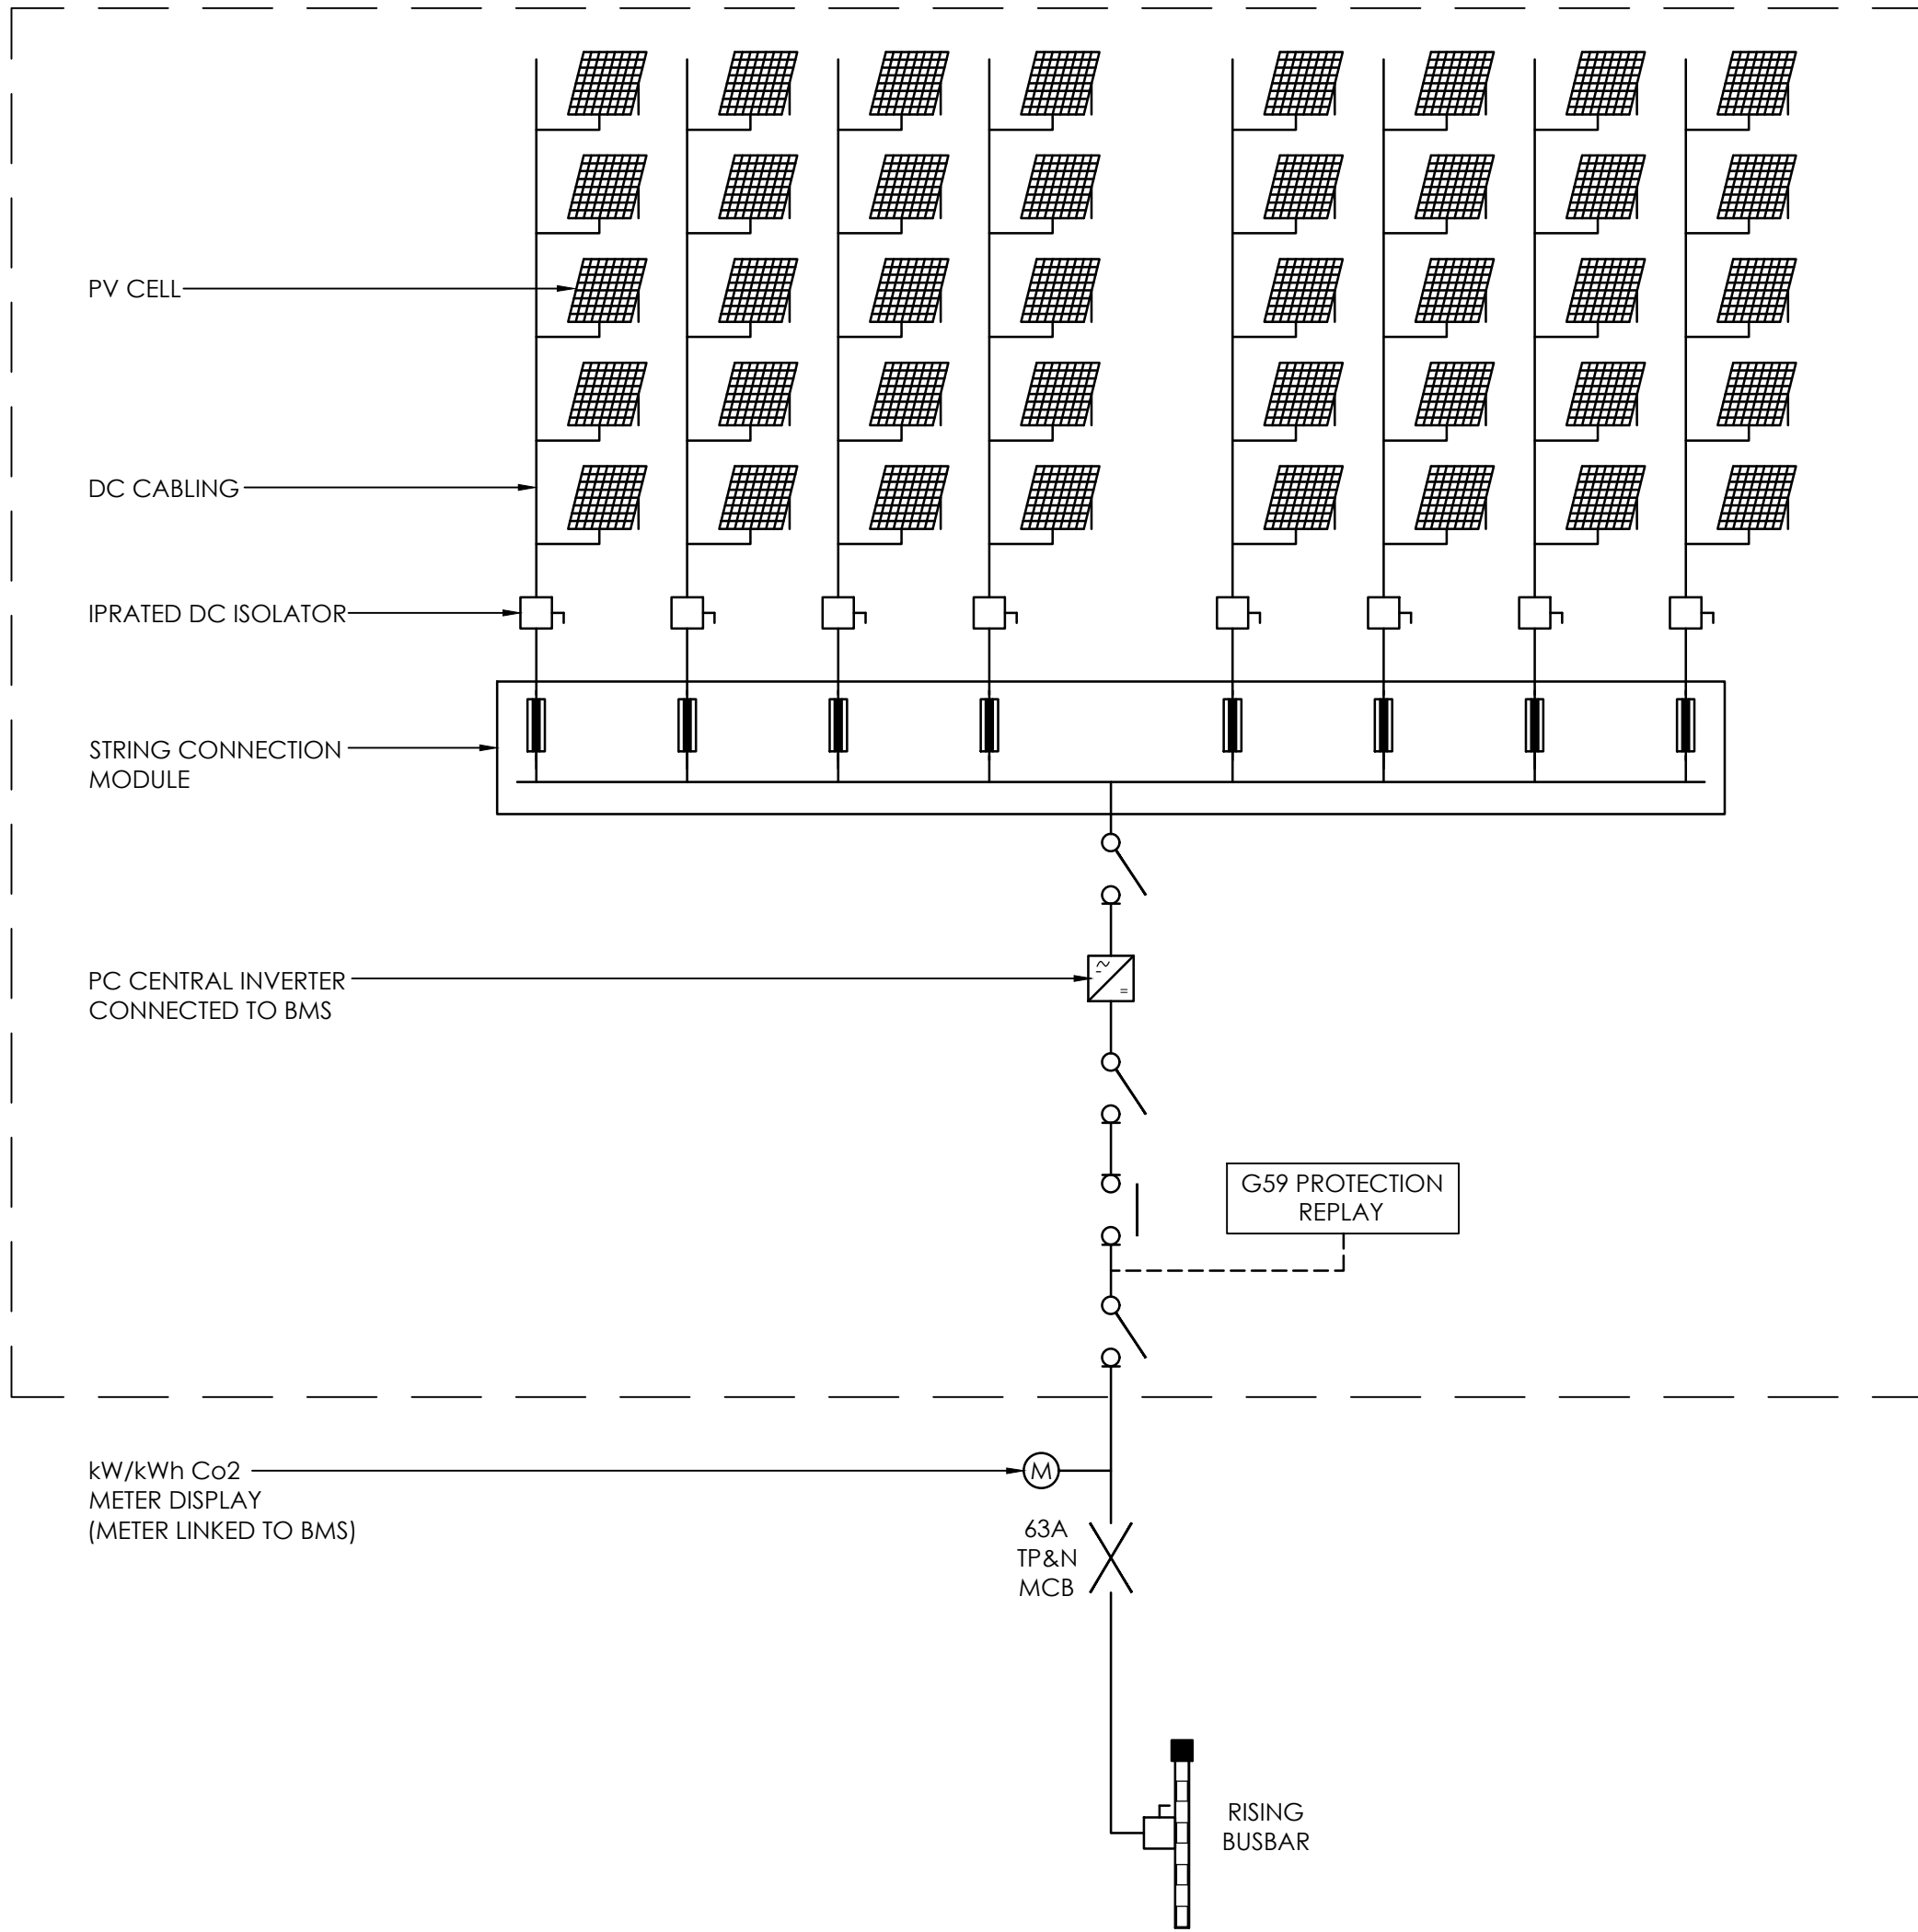 PV CELL
DC CABLING
IPRATED DC ISOLATOR
STRING CONNECTION
MODULE
PC CENTRAL INVERTER
CONNECTED TO BMS
G59 PROTECTION
REPLAY
kW/kWh Co2
METER DISPLAY
(METER LINKED TO BMS)
M
63A
TP&N
MCB
RISING
BUSBAR